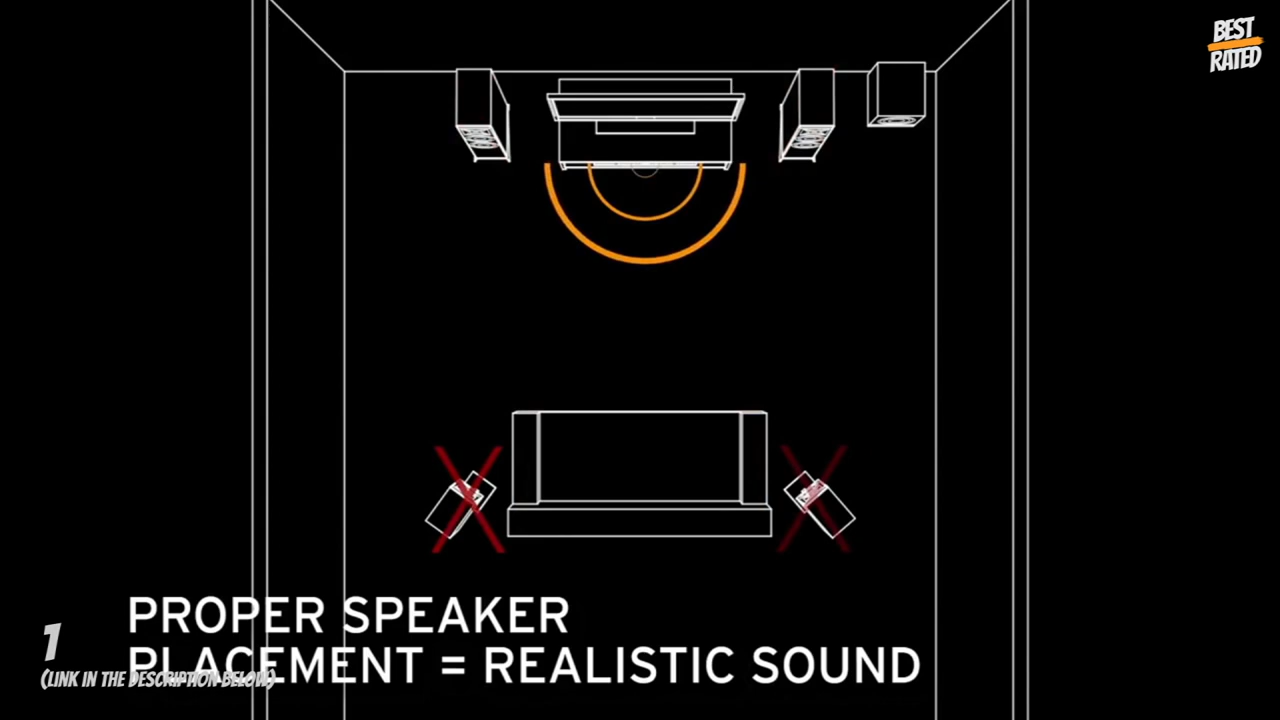 BEST
RATED
PROPER SPEAKER
PLACEMENT = REALISTIC SOUND
1
(LINK IN THE DESCRIPTION BELOW)